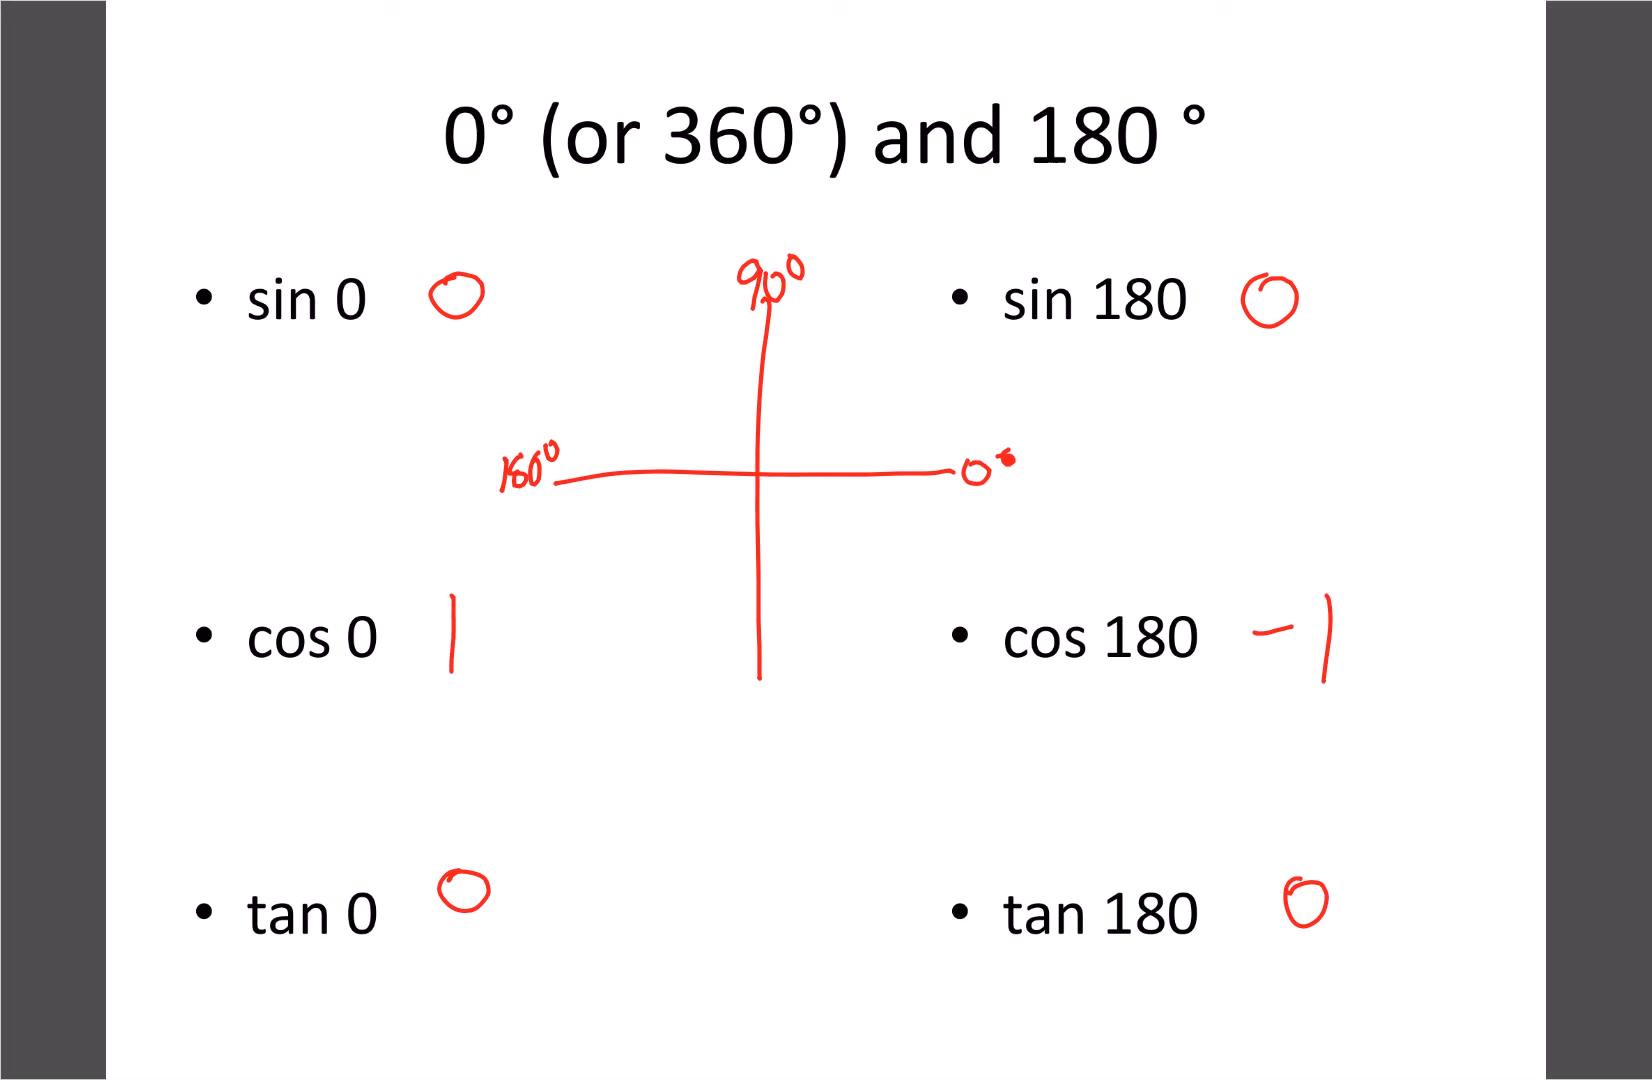 0° (or 360°) and 180 °
• sin 0 0
90°
• sin 180 0
180°
0°
• cos 0 1
• cos 180 -1
• tan 0 0
• tan 180 0